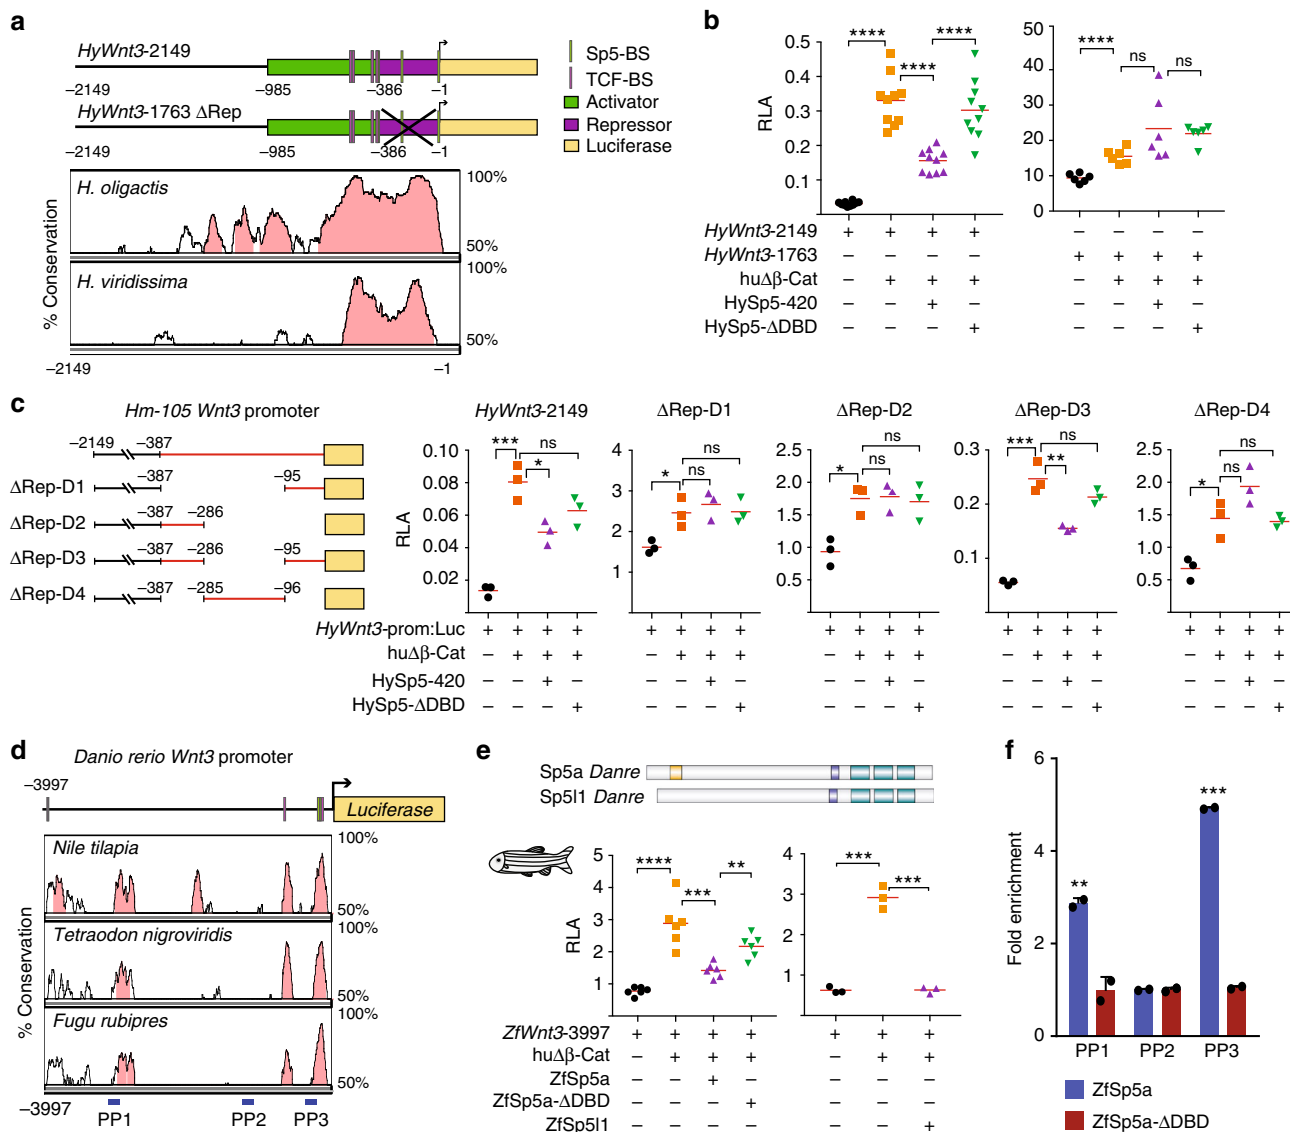 a
HyWnt3-2149
−2149
−985
−386
−1
HyWnt3-1763 ΔRep
−2149
−985
−386
−1
Sp5-BS
TCF-BS
Activator
Repressor
Luciferase
% Conservation
H. oligactis
100%
50%
H. viridissima
100%
50%
−2149
−1
b
RLA
0.5
0.4
0.3
0.2
0.1
**** **** ****
50
40
30
20
10
0
**** ns ns
HyWnt3-2149 + + + + − − − −
HyWnt3-1763 − − − − + + + +
huΔβ-Cat − + + + − + + +
HySp5-420 − − + − − − + −
HySp5-ΔDBD − − − + − − − +
c
Hm-105 Wnt3 promoter
−2149 −387
ΔRep-D1 −387 −95
ΔRep-D2 −387 −286
ΔRep-D3 −387 −286 −95
ΔRep-D4 −387 −285 −96
RLA
HyWnt3-2149
0.10
0.08
0.06
0.04
0.02
*** * ns
ΔRep-D1
4
3
2
1
* ns ns
ΔRep-D2
2.5
2.0
1.5
1.0
0.5
* ns ns
ΔRep-D3
0.3
0.2
0.1
*** ** ns
ΔRep-D4
2.5
2.0
1.5
1.0
0.5
* ns ns
HyWnt3-prom:Luc + + + + + + + + + + + + + + + + + + + +
huΔβ-Cat − + + + − + + + − + + + − + + + − + + +
HySp5-420 − − + − − − + − − − + − − − + − − − + −
HySp5-ΔDBD − − − + − − − + − − − + − − − + − − − +
d
Danio rerio Wnt3 promoter
−3997
Luciferase
% Conservation
Nile tilapia
100%
50%
Tetraodon nigroviridis
100%
50%
Fugu rubipres
100%
50%
−3997
PP1 PP2 PP3
e
Sp5a Danre
Sp5l1 Danre
RLA
5
4
3
2
1
**** *** **
4
3
2
1
*** ***
ZfWnt3-3997 + + + + + + +
huΔβ-Cat − + + + − + +
ZfSp5a − − + − − − −
ZfSp5a-ΔDBD − − − + − − −
ZfSp5l1 − − − − − − +
f
Fold enrichment
6
4
2
0
** ***
PP1 PP2 PP3
ZfSp5a
ZfSp5a-ΔDBD